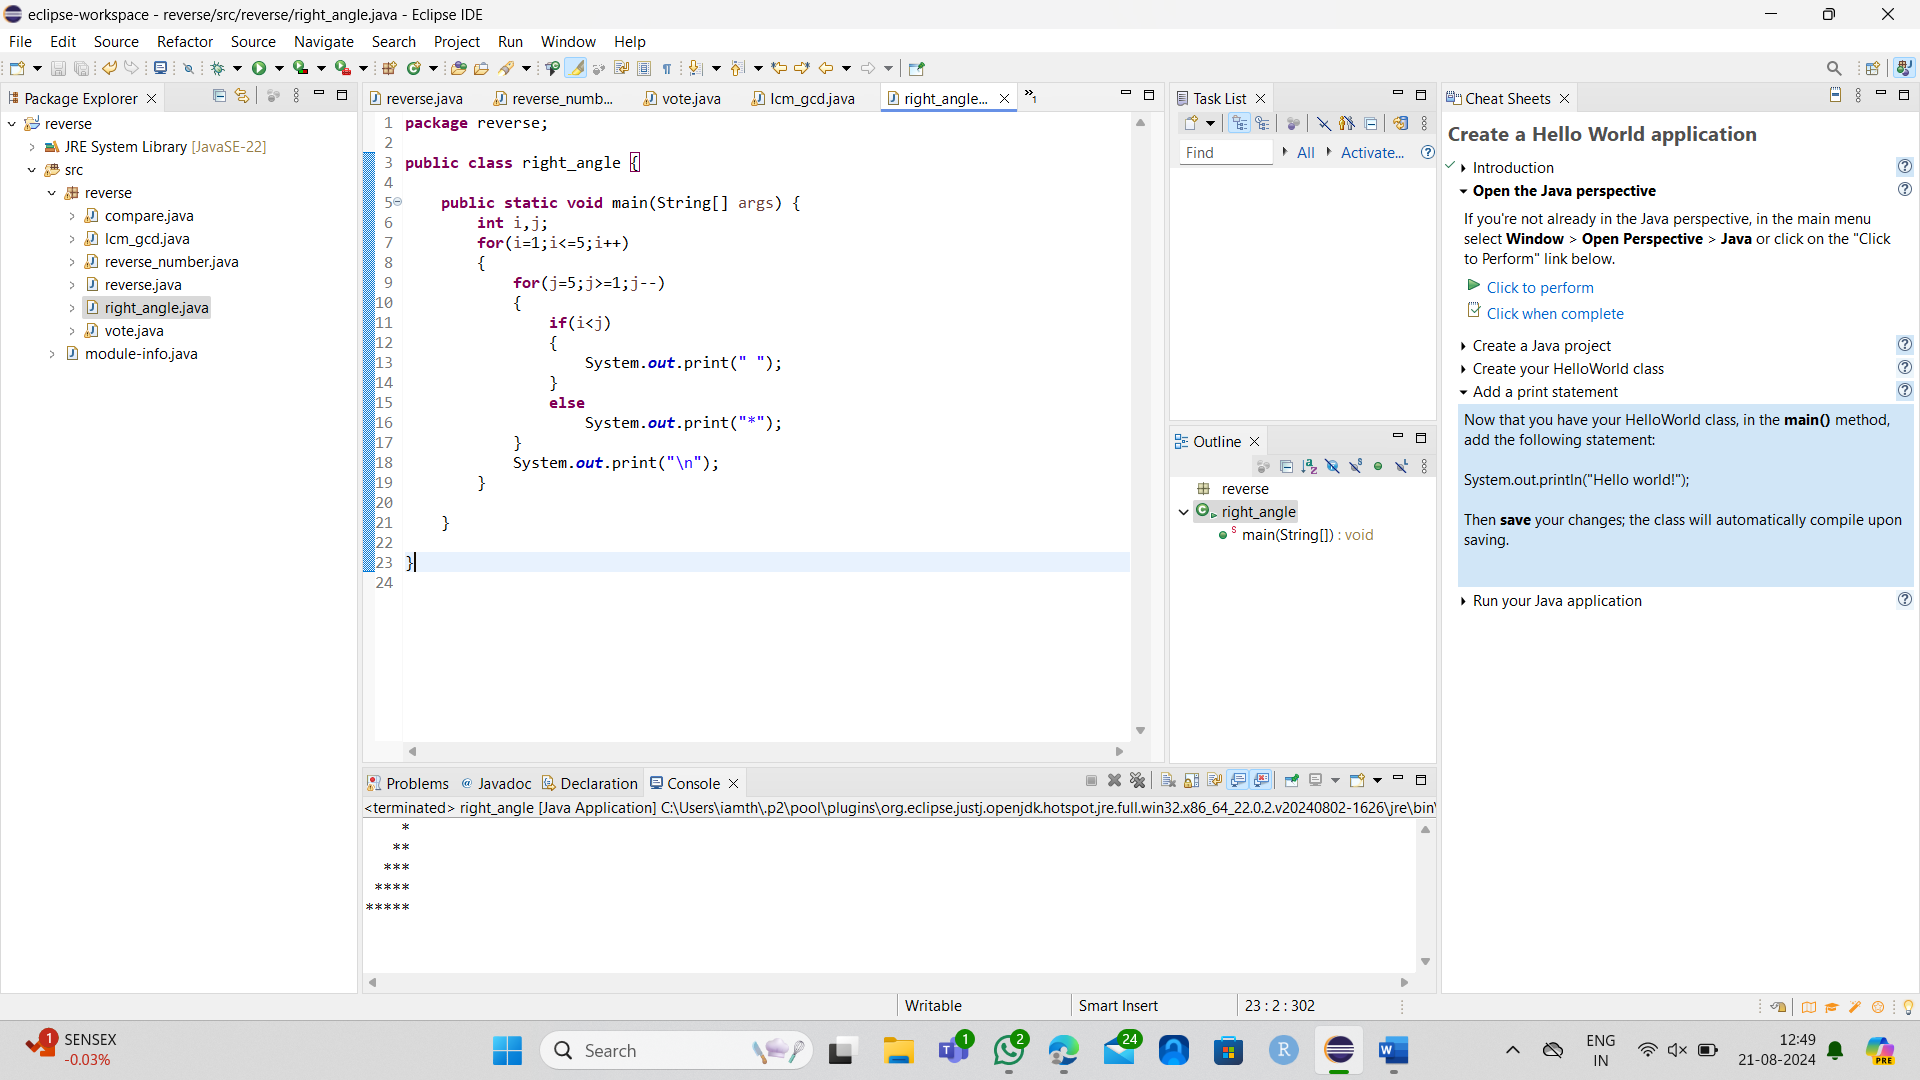 eclipse-workspace - reverse/src/reverse/right_angle.java - Eclipse IDE
File Edit Source Refactor Source Navigate Search Project Run Window Help
Package Explorer
reverse
JRE System Library [JavaSE-22]
src
reverse
compare.java
lcm_gcd.java
reverse_number.java
reverse.java
right_angle.java
vote.java
module-info.java
reverse.java reverse_numb... vote.java lcm_gcd.java right_angle... »1
1 package reverse;
2
3 public class right_angle {
4
5 public static void main(String[] args) {
6 int i,j;
7 for(i=1;i<=5;i++)
8 {
9 for(j=5;j>=1;j--)
10 {
11 if(i<j)
12 {
13 System.out.print(" ");
14 }
15 else
16 System.out.print("*");
17 }
18 System.out.print("\n");
19 }
20
21 }
22
23 }
24
Task List
Find All Activate...
Outline
reverse
right_angle
main(String[]) : void
Cheat Sheets
Create a Hello World application
Introduction
Open the Java perspective
If you're not already in the Java perspective, in the main menu
select Window > Open Perspective > Java or click on the "Click
to Perform" link below.
Click to perform
Click when complete
Create a Java project
Create your HelloWorld class
Add a print statement
Now that you have your HelloWorld class, in the main() method,
add the following statement:
System.out.println("Hello world!");
Then save your changes; the class will automatically compile upon
saving.
Run your Java application
Problems @ Javadoc Declaration Console
<terminated> right_angle [Java Application] C:\Users\iamth\.p2\pool\plugins\org.eclipse.justj.openjdk.hotspot.jre.full.win32.x86_64_22.0.2.v20240802-1626\jre\bin\
*
**
***
****
*****
Writable Smart Insert 23 : 2 : 302
1 SENSEX
-0.03%
Search
1
2
24
R
W
ENG
IN
12:49
21-08-2024
PRE